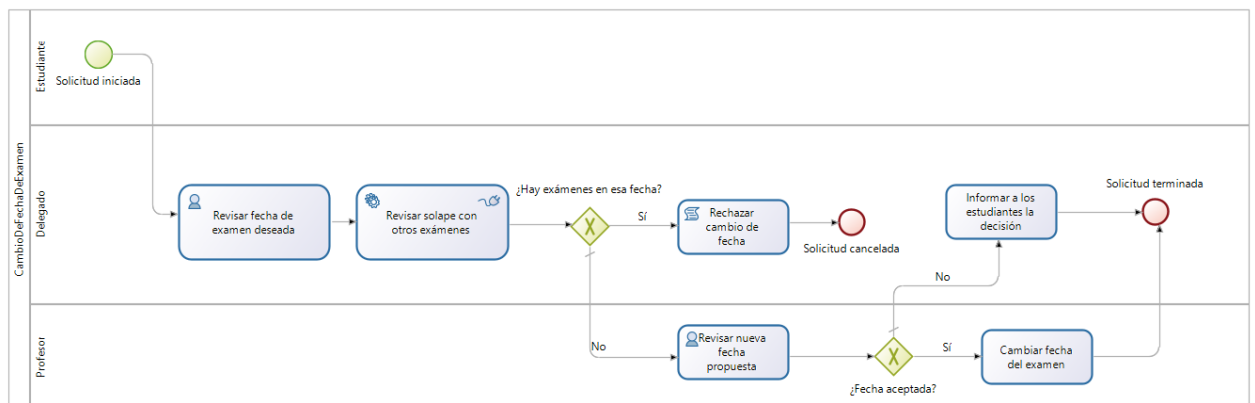 CambioDeFechaDeExamen
Estudiante
Solicitud iniciada
Delegado
Revisar fecha de
examen deseada
Revisar solape con
otros exámenes
¿Hay exámenes en esa fecha?
Sí
Rechazar
cambio de
fecha
Solicitud cancelada
Informar a los
estudiantes la
decisión
Solicitud terminada
No
Profesor
No
Revisar nueva
fecha
propuesta
¿Fecha aceptada?
Sí
Cambiar fecha
del examen